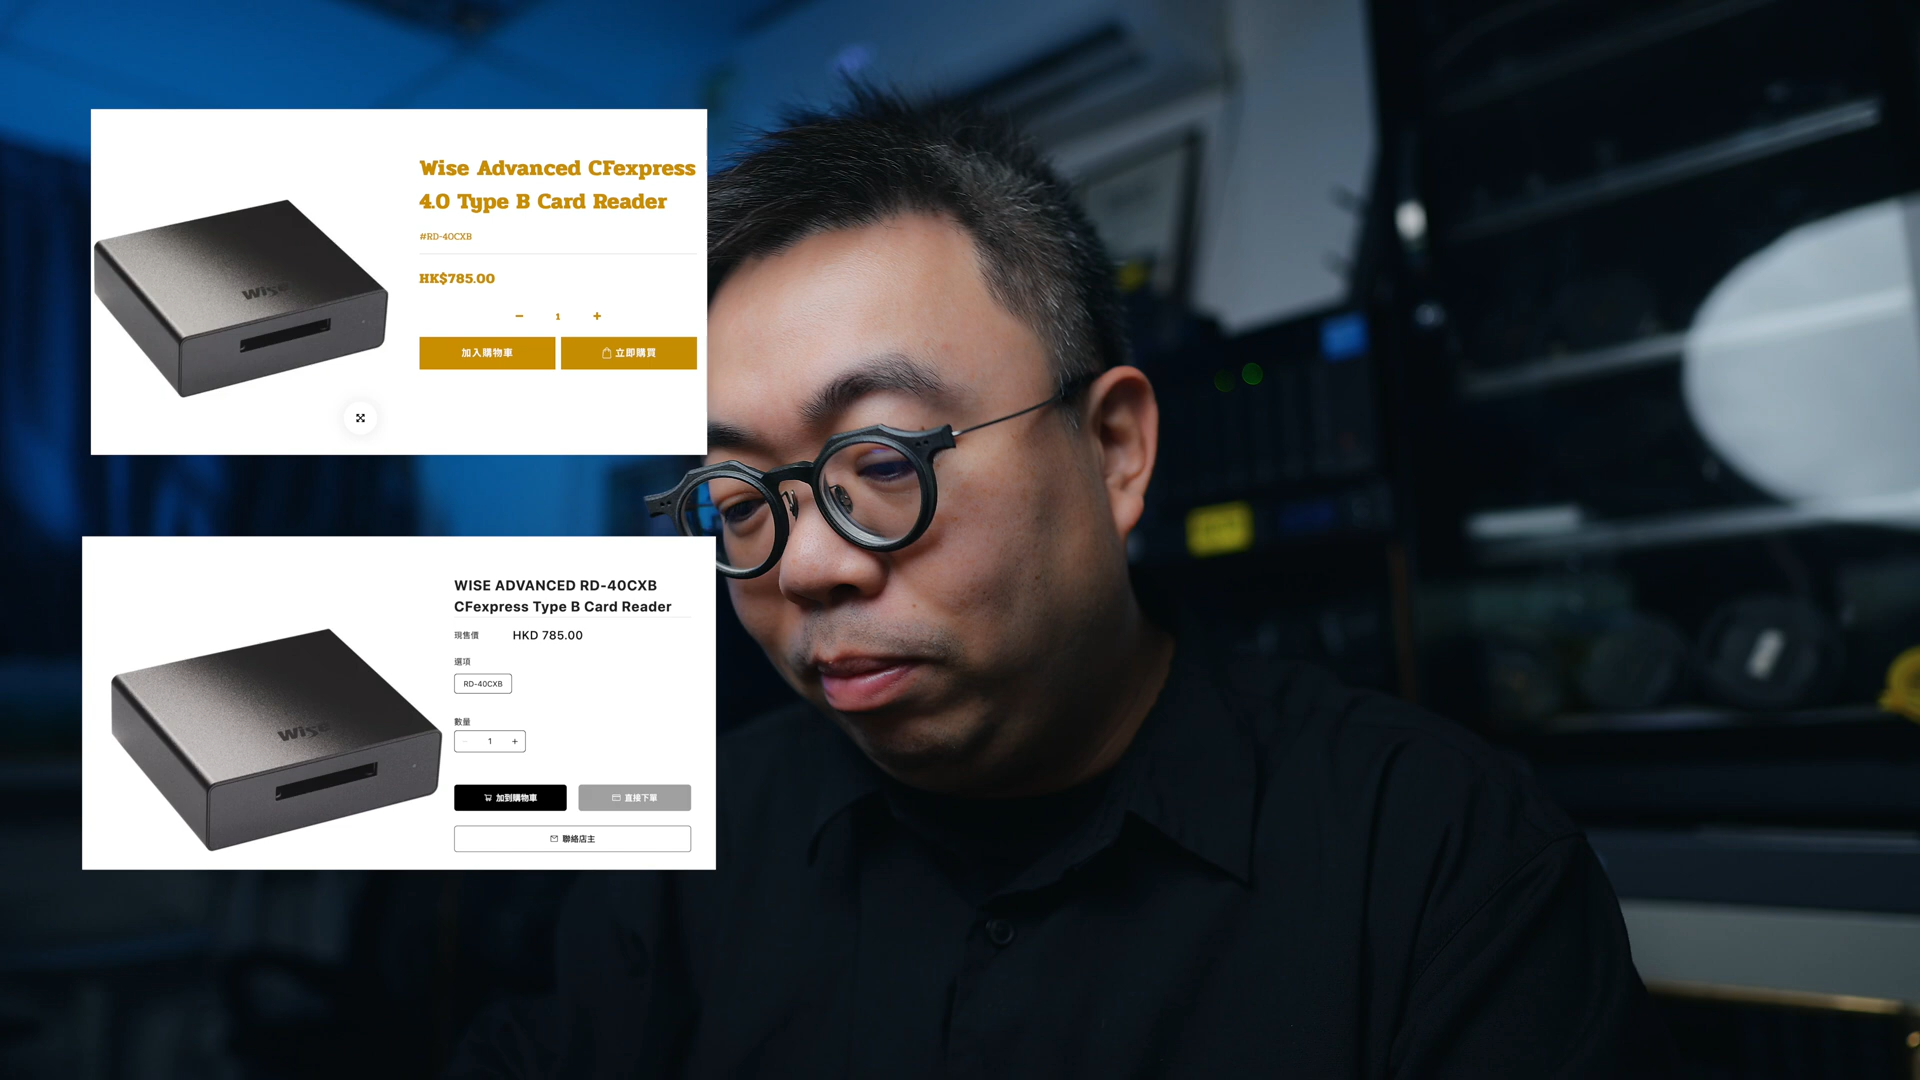 Wise Advanced CFexpress
4.0 Type B Card Reader
#RD-40CXB
HK$785.00
− 1 +
加入購物車
立即購買
Wise
WISE ADVANCED RD-40CXB
CFexpress Type B Card Reader
現售價 HKD 785.00
選項
RD-40CXB
數量
− 1 +
加到購物車
直接下單
聯絡店主
Wise